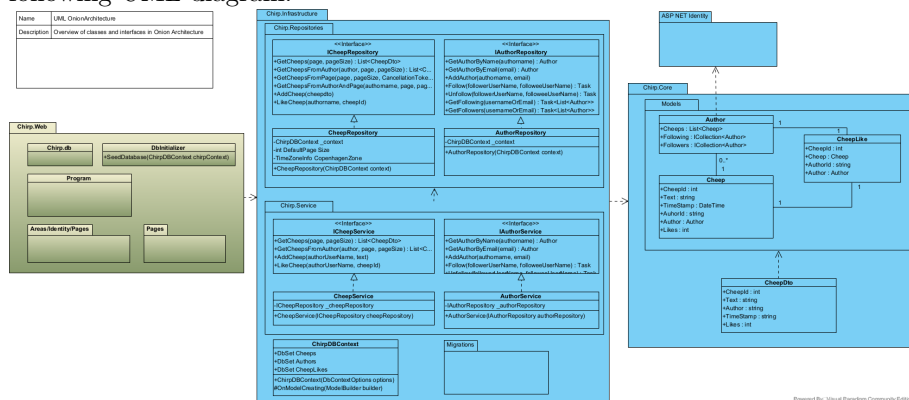 following UML diagram.
Name UML OnionArchitecture
Description Overview of classes and interfaces in Onion Architecture
Chirp.Web
Chirp.db
DbInitializer
+SeedDatabase(ChirpDBContext chirpContext)
Program
Areas/Identity/Pages
Pages
Chirp.Infrastructure
Chirp.Repositories
<<Interface>>
ICheepRepository
+GetCheeps(page, pageSize) : List<CheepDto>
+GetCheepsFromAuthor(author, page, pageSize) : List<C...
+GetCheepsFromPage(page, pageSize, CancellationToke...
+GetCheepsFromAuthorAndPage(authorname, page, pag...
+AddCheep(cheepdto)
+LikeCheep(authorname, cheepId)
<<Interface>>
IAuthorRepository
+GetAuthorByName(authorname) : Author
+GetAuthorByEmail(email) : Author
+AddAuthor(authorname, email)
+Follow(followerUserName, followeeUserName) : Task
+UnFollow(followerUserName, followeeUserName) : Task
+GetFollowing(usernameOrEmail) : Task<List<Author>>
+GetFollowers(usernameOrEmail) : Task<List<Author>>
CheepRepository
-ChirpDBContext _context
-int DefaultPage Size
-TimeZoneInfo CopenhagenZone
+CheepRepository(ChirpDBContext context)
AuthorRepository
-ChirpDBContext _context
+AuthorRepository(ChirpDBContext context)
Chirp.Service
<<Interface>>
ICheepService
+GetCheeps(page, pageSize) : List<CheepDto>
+GetCheepsFromAuthor(author, page, pageSize) : List<C...
+AddCheep(authorUserName, text)
+LikeCheep(authorUserName, cheepId)
<<Interface>>
IAuthorService
+GetAuthorByName(authorname) : Author
+GetAuthorByEmail(email) : Author
+AddAuthor(authorname, email)
+Follow(followerUserName, followeeUserName) : Task
CheepService
-ICheepRepository _cheepRepository
+CheepService(ICheepRepository cheepRepository)
AuthorService
-IAuthorRepository _authorRepository
+AuthorService(IAuthorRepository authorRepository)
ChirpDBContext
+DbSet Cheeps
+DbSet Authors
+DbSet CheepLikes
+ChirpDBContext(DbContextOptions options)
#OnModelCreating(ModelBuilder builder)
Migrations
ASP NET Identity
Chirp.Core
Models
Author
+Cheeps : List<Cheep>
+Following : ICollection<Author>
+Followers : ICollection<Author>
1
1
CheepLike
+CheepId : int
+Cheep : Cheep
+AuthorId : string
+Author : Author
0..*
1
Cheep
+CheepId : int
+Text : string
+TimeStamp : DateTime
+AuhorId : string
+Author : Author
+Likes : int
1
1
CheepDto
+CheepId : int
+Text : string
+Author : string
+TimeStamp : string
+Likes : int
Powered By Visual Paradigm Community Edition